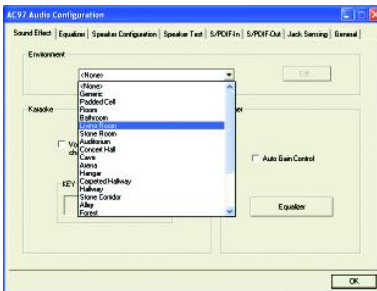 AC97 Audio Configuration
Sound Effect Equalizer Speaker Configuration Speaker Test S/PDIF-In S/PDIF-Out Jack Sensing General
Environment
<None>
Edit
<None>
Generic
Padded Cell
Room
Bathroom
Living Room
Stone Room
Auditorium
Concert Hall
Cave
Arena
Hangar
Carpeted Hallway
Hallway
Stone Corridor
Alley
Forest
Karaoke
KEY
Auto Gain Control
Equalizer
OK